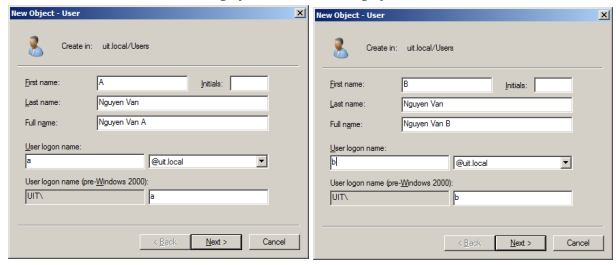 New Object - User
Create in: uit.local/Users
First name: A Initials:
Last name: Nguyen Van
Full name: Nguyen Van A
User logon name:
a @uit.local
User logon name (pre-Windows 2000):
UIT\ a
< Back Next > Cancel
New Object - User
Create in: uit.local/Users
First name: B Initials:
Last name: Nguyen Van
Full name: Nguyen Van B
User logon name:
b @uit.local
User logon name (pre-Windows 2000):
UIT\ b
< Back Next > Cancel